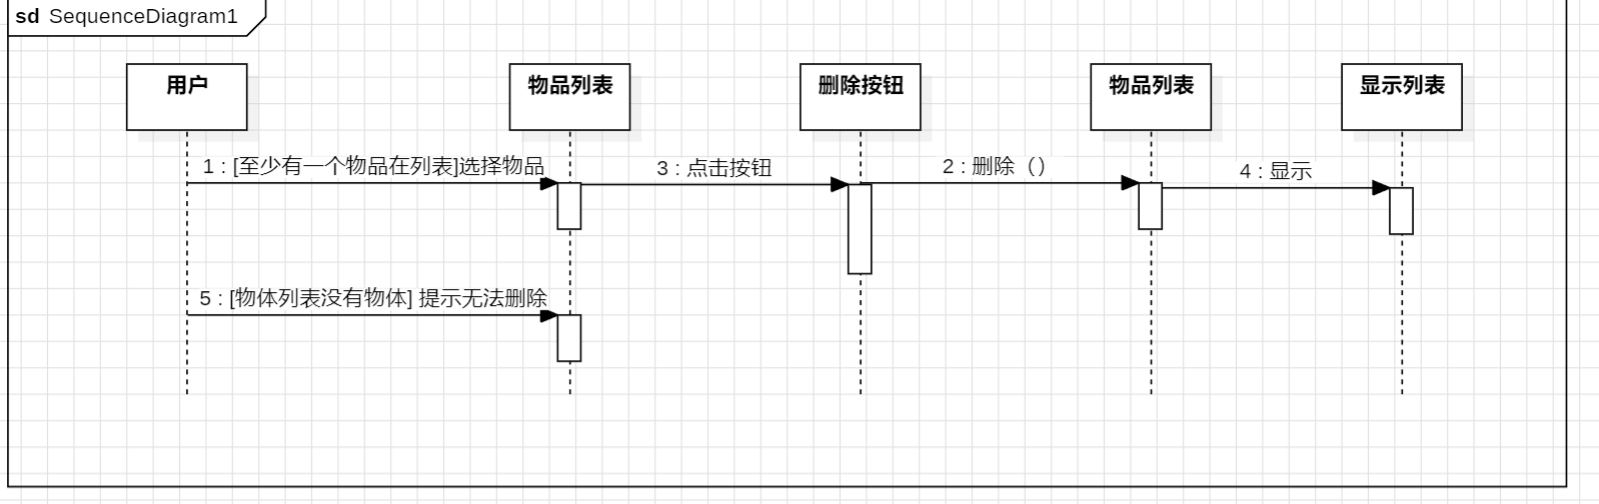 sd SequenceDiagram1
用户
物品列表
删除按钮
物品列表
显示列表
1 : [至少有一个物品在列表]选择物品
3 : 点击按钮
2 : 删除（）
4 : 显示
5 : [物体列表没有物体] 提示无法删除